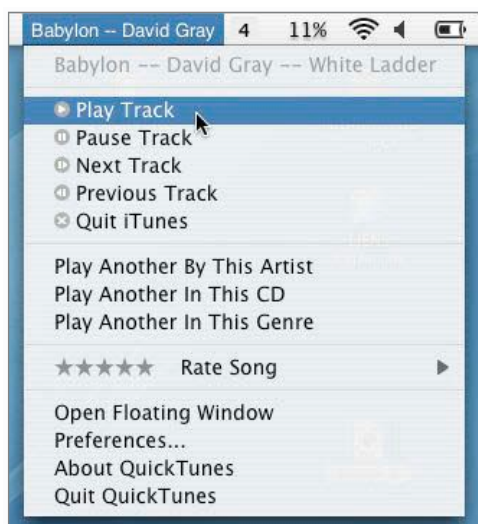 Babylon -- David Gray 4 11%
Babylon -- David Gray -- White Ladder
Play Track
Pause Track
Next Track
Previous Track
Quit iTunes
Play Another By This Artist
Play Another In This CD
Play Another In This Genre
Rate Song
Open Floating Window
Preferences...
About QuickTunes
Quit QuickTunes